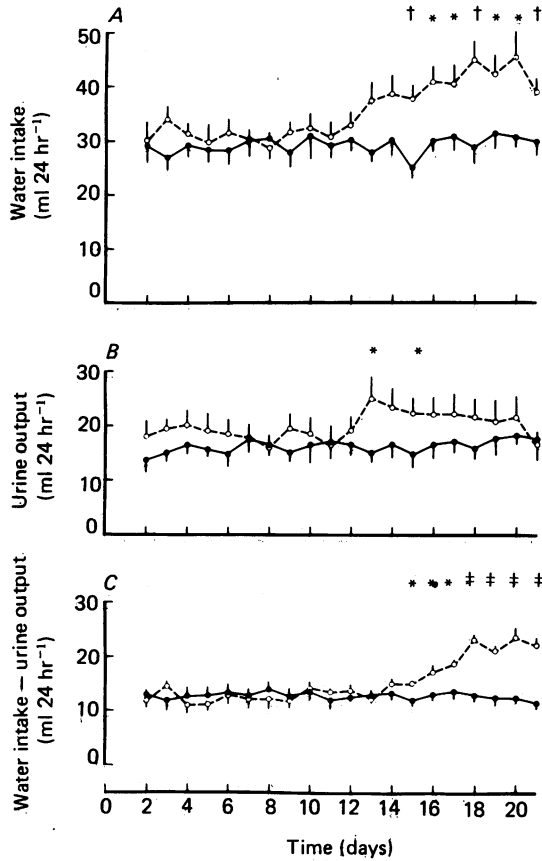 A
† * * † * * †
50
40
30
20
10
0
Water intake
(ml 24 hr⁻¹)
B
* *
30
20
10
0
Urine output
(ml 24 hr⁻¹)
C
* * * ‡ ‡ ‡ ‡
30
20
10
0
Water intake – urine output
(ml 24 hr⁻¹)
0 2 4 6 8 10 12 14 16 18 20
Time (days)